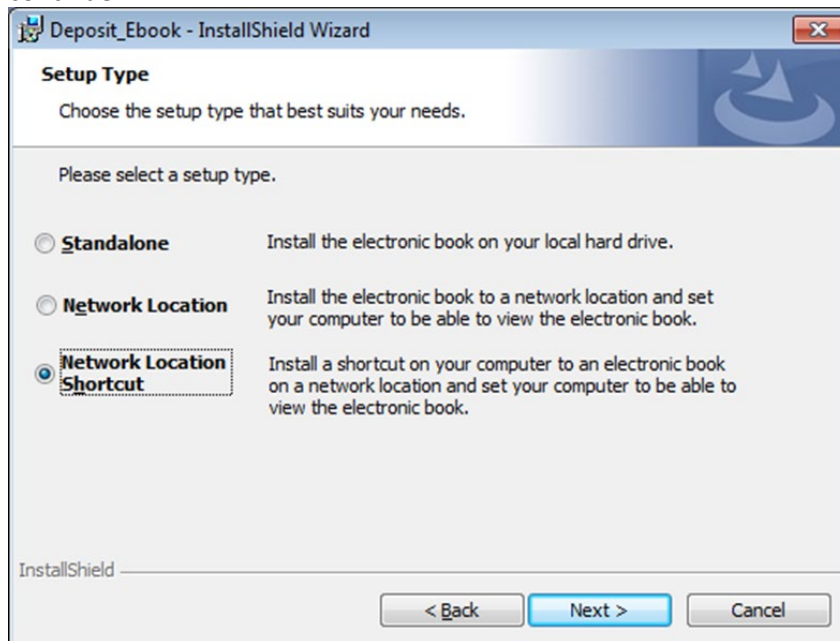 Deposit_Ebook - InstallShield Wizard
Setup Type
Choose the setup type that best suits your needs.
Please select a setup type.
Standalone
Install the electronic book on your local hard drive.
Network Location
Install the electronic book to a network location and set
your computer to be able to view the electronic book.
Network Location
Shortcut
Install a shortcut on your computer to an electronic book
on a network location and set your computer to be able to
view the electronic book.
InstallShield
< Back
Next >
Cancel